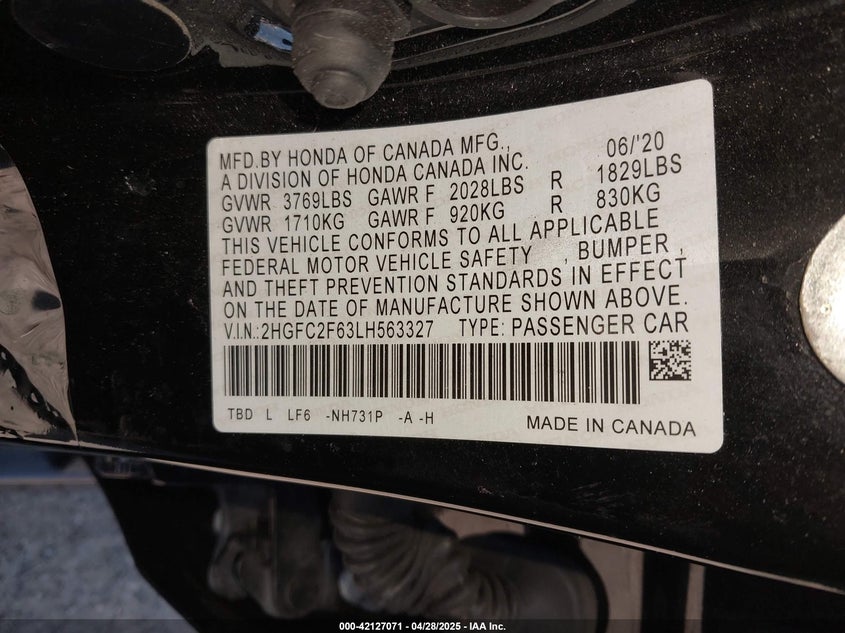 MFD.BY HONDA OF CANADA MFG., 06/'20
A DIVISION OF HONDA CANADA INC.
GVWR 3769LBS GAWR F 2028LBS R 1829LBS
GVWR 1710KG GAWR F 920KG R 830KG
THIS VEHICLE CONFORMS TO ALL APPLICABLE
FEDERAL MOTOR VEHICLE SAFETY , BUMPER ,
AND THEFT PREVENTION STANDARDS IN EFFECT
ON THE DATE OF MANUFACTURE SHOWN ABOVE.
V.I.N.:2HGFC2F63LH563327 TYPE: PASSENGER CAR
TBD L LF6 -NH731P -A -H MADE IN CANADA
000-42127071 — 04/28/2025 — IAA Inc.